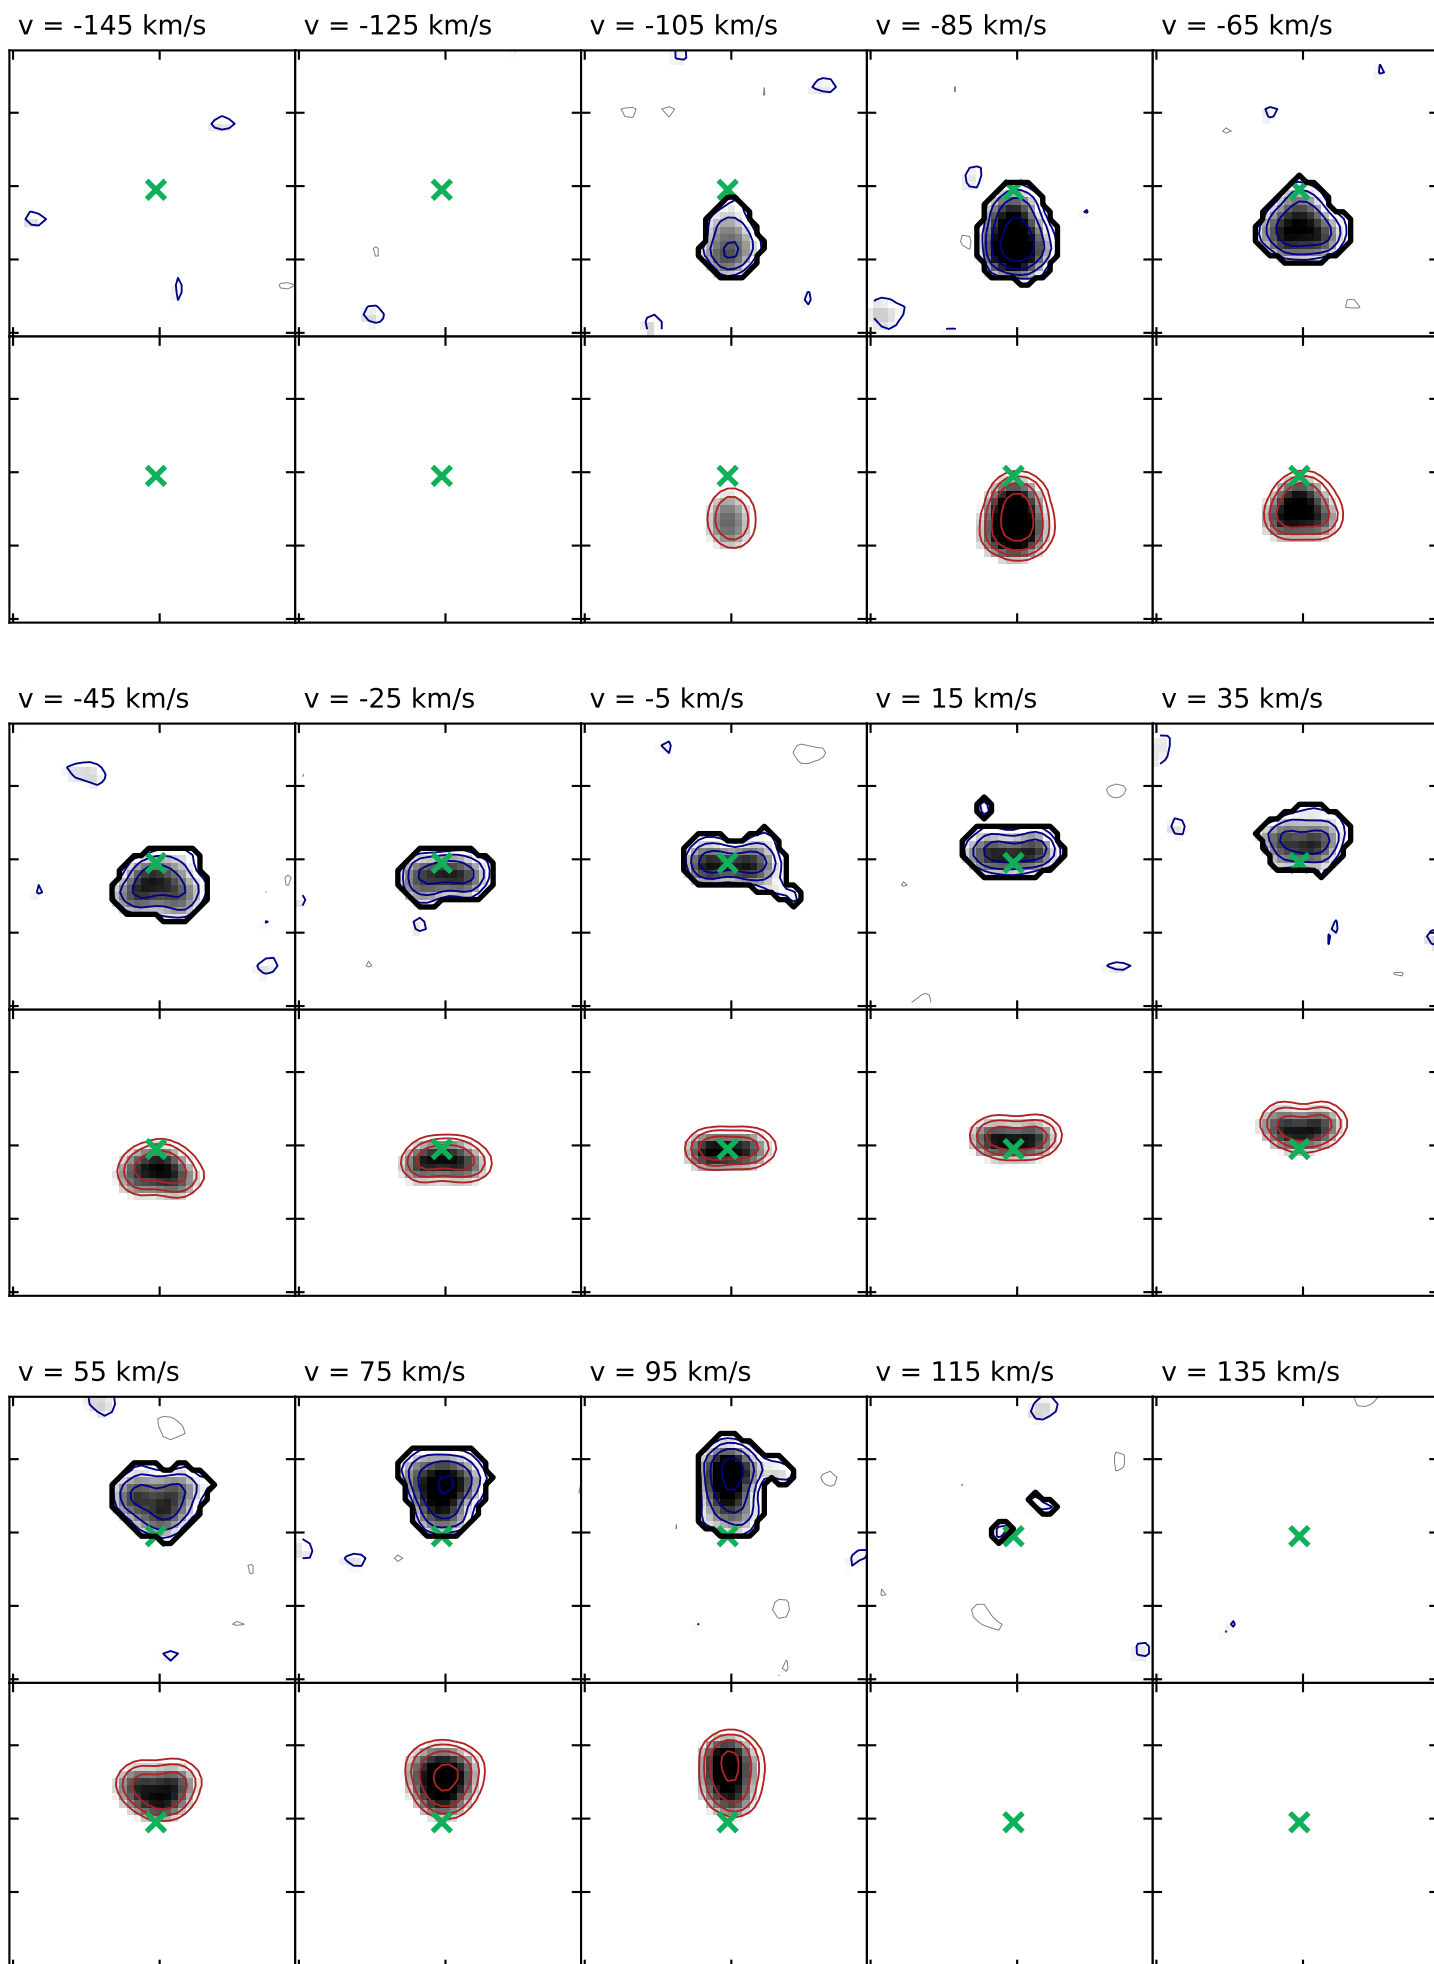 v = -145 km/s
v = -125 km/s
v = -105 km/s
v = -85 km/s
v = -65 km/s
v = -45 km/s
v = -25 km/s
v = -5 km/s
v = 15 km/s
v = 35 km/s
v = 55 km/s
v = 75 km/s
v = 95 km/s
v = 115 km/s
v = 135 km/s